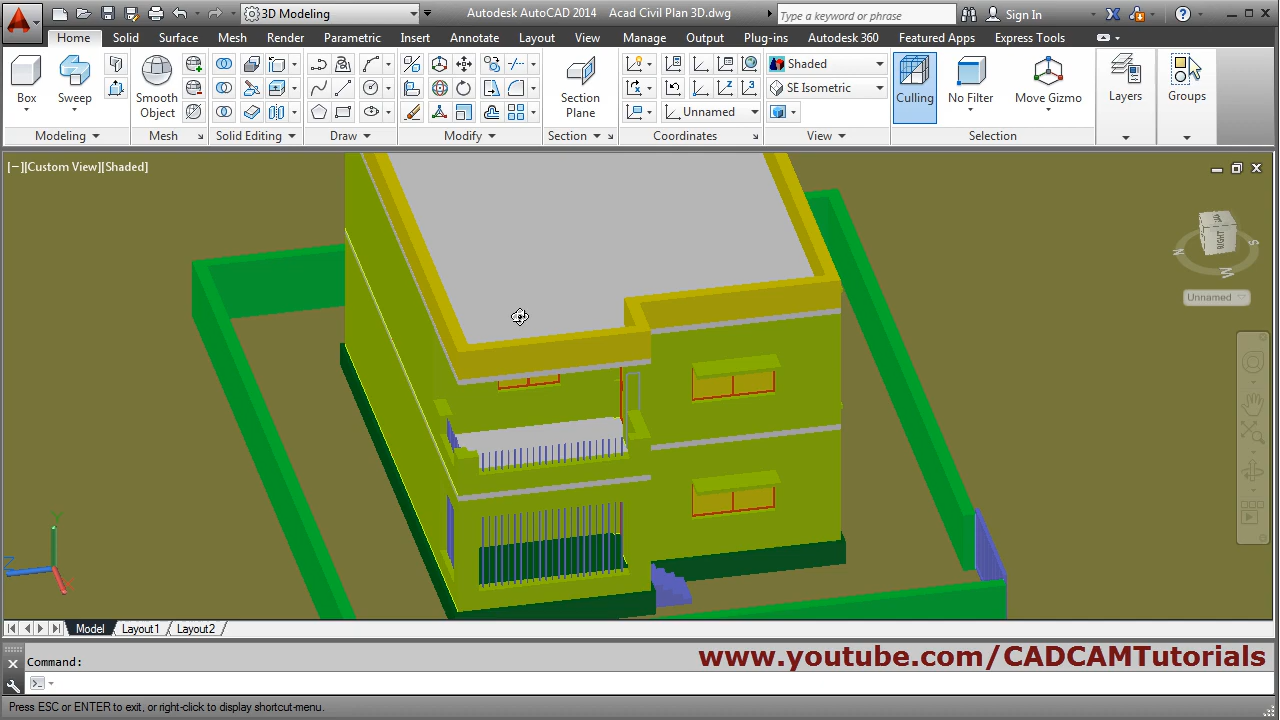 3D Modeling
Autodesk AutoCAD 2014 Acad Civil Plan 3D.dwg
Type a keyword or phrase
Sign In
Home Solid Surface Mesh Render Parametric Insert Annotate Layout View Manage Output Plug-ins Autodesk 360 Featured Apps Express Tools
Box
Sweep
Smooth
Object
Section
Plane
Unnamed
Shaded
SE Isometric
Culling
No Filter
Move Gizmo
Layers
Groups
Modeling Mesh Solid Editing Draw Modify Section Coordinates View Selection
[−][Custom View][Shaded]
RIGHT
N
S
W
Unnamed
Y
Z
X
Model Layout1 Layout2
Command:
www.youtube.com/CADCAMTutorials
Press ESC or ENTER to exit, or right-click to display shortcut-menu.